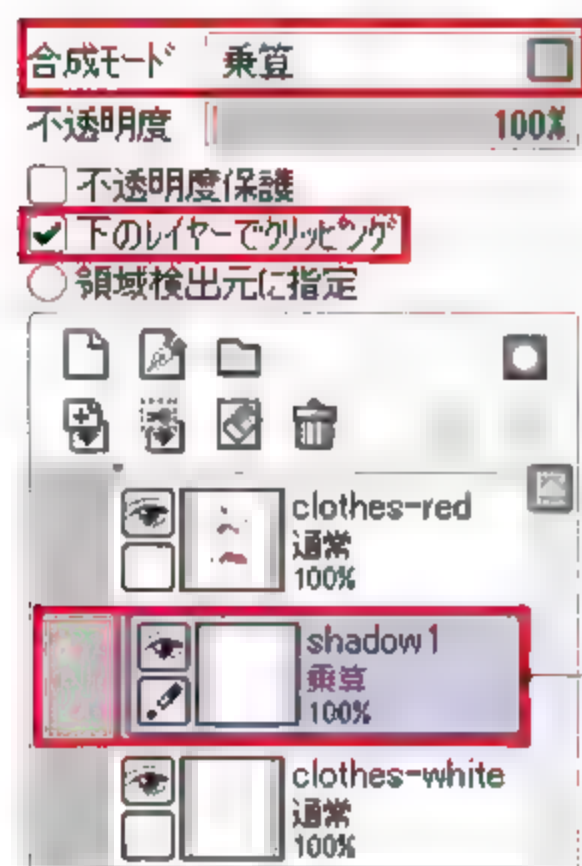 合成モード 乗算
不透明度 100%
不透明度保護
下のレイヤーでクリッピング
領域検出元に指定
clothes-red
通常
100%
shadow1
乗算
100%
clothes-white
通常
100%